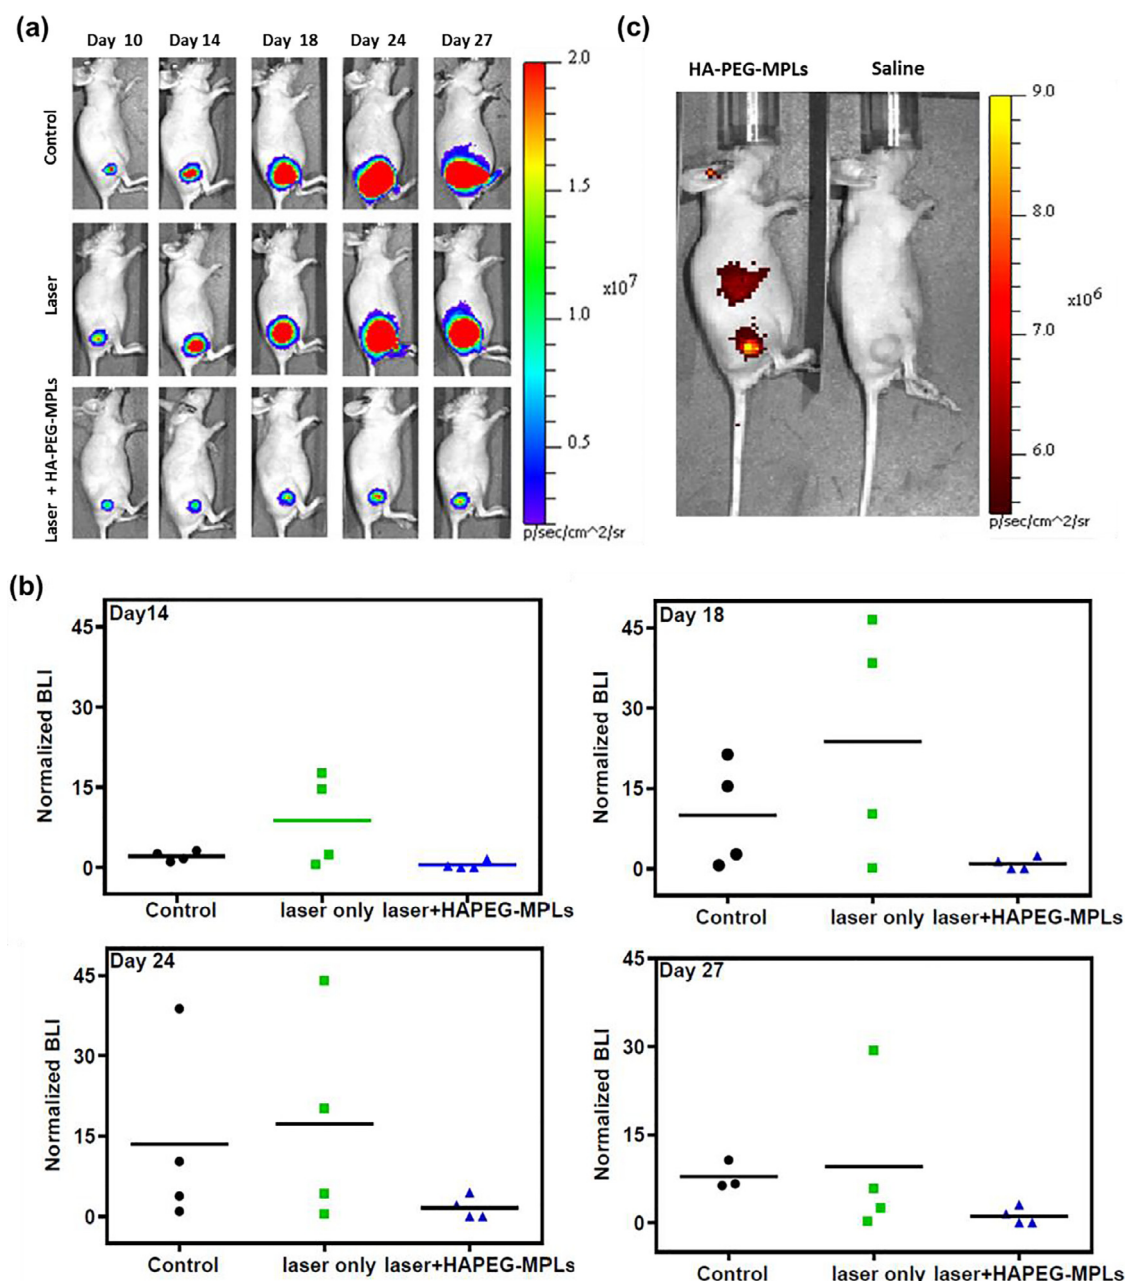 (a)
Day 10
Day 14
Day 18
Day 24
Day 27
Control
Laser
Laser + HA-PEG-MPLs
2.0
1.5
x10^7
1.0
0.5
p/sec/cm^2/sr
(c)
HA-PEG-MPLs
Saline
9.0
8.0
x10^6
7.0
6.0
p/sec/cm^2/sr
(b)
Day14
Normalized BLI
45
30
15
0
Control
laser only
laser+HAPEG-MPLs
Day 18
Normalized BLI
45
30
15
0
Control
laser only
laser+HAPEG-MPLs
Day 24
Normalized BLI
45
30
15
0
Control
laser only
laser+HAPEG-MPLs
Day 27
Normalized BLI
45
30
15
0
Control
laser only
laser+HAPEG-MPLs